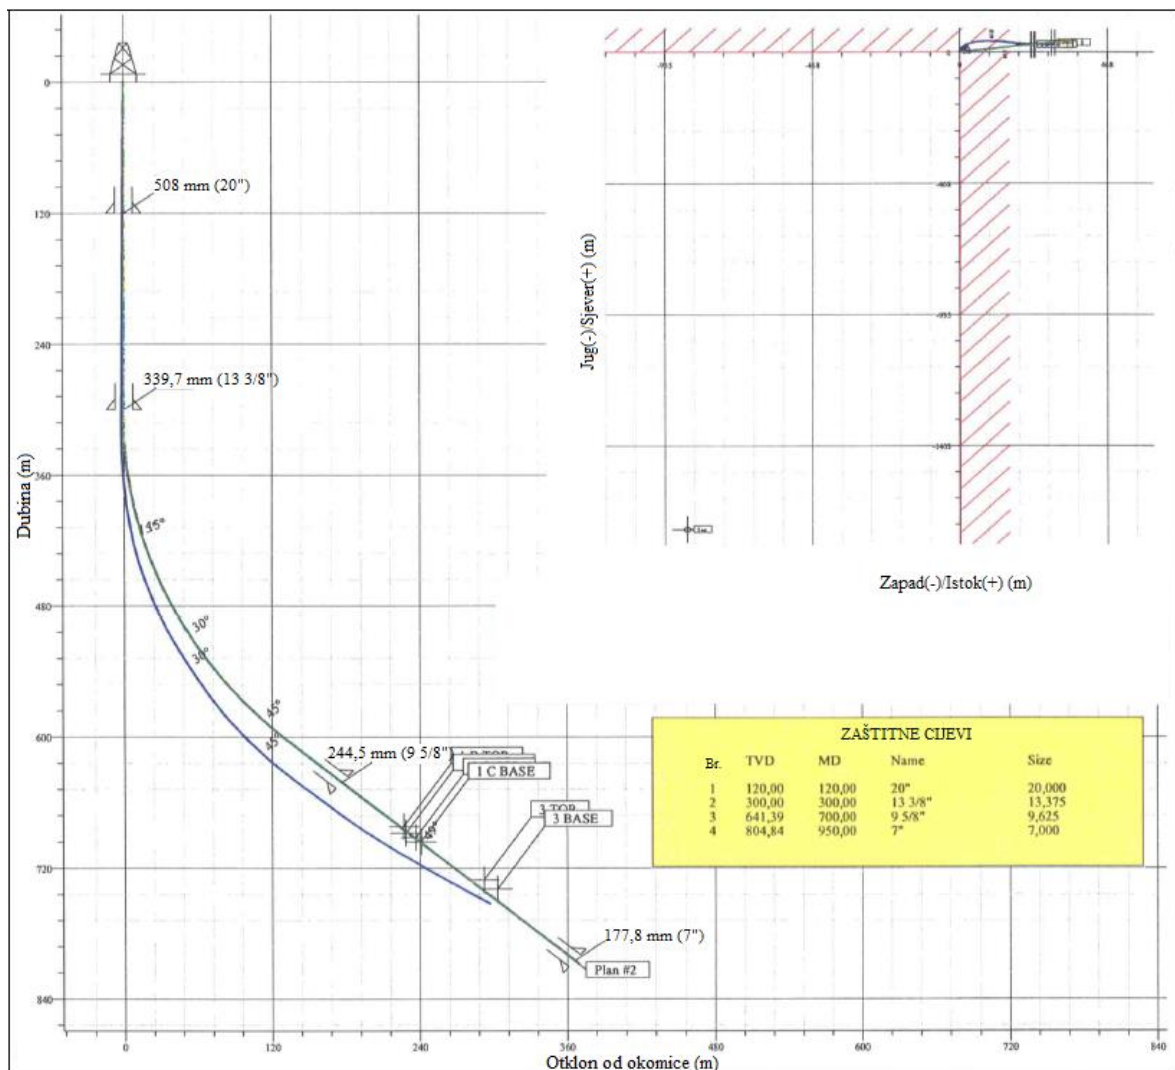 0
508 mm (20")
120
240
339,7 mm (13 3/8")
Dubina (m)
360
15°
480
30°
30°
45°
45°
600
244,5 mm (9 5/8")
1 C BASE
3 TOP
3 BASE
720
177,8 mm (7")
Plan #2
840
0
120
240
360
480
600
720
840
Otklon od okomice (m)
Jug(-)/Sjever(+) (m)
0
Zapad(-)/Istok(+) (m)
ZAŠTITNE CIJEVI
Br. TVD MD Name Size
1 120,00 120,00 20" 20,000
2 300,00 300,00 13 3/8" 13,375
3 641,39 700,00 9 5/8" 9,625
4 804,84 950,00 7" 7,000